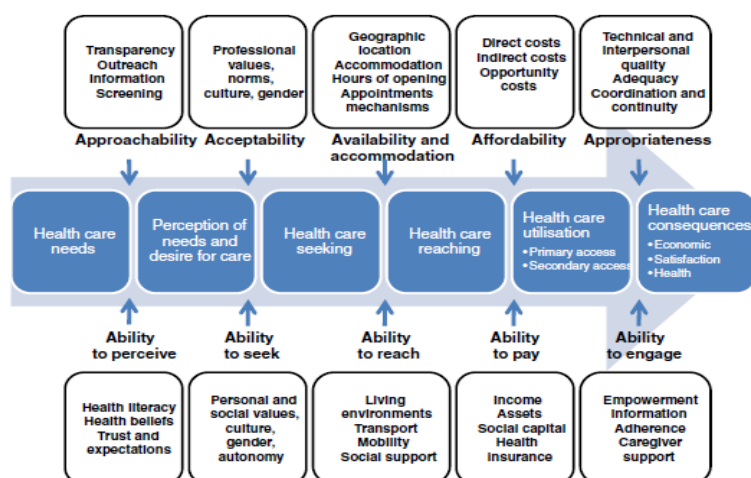 Transparency
Outreach
Information
Screening
Professional
values,
norms,
culture, gender
Geographic
location
Accommodation
Hours of opening
Appointments
mechanisms
Direct costs
Indirect costs
Opportunity
costs
Technical and
interpersonal
quality
Adequacy
Coordination and
continuity
Approachability
Acceptability
Availability and
accommodation
Affordability
Appropriateness
Health care
needs
Perception of
needs and
desire for care
Health care
seeking
Health care
reaching
Health care
utilisation
•Primary access
•Secondary access
Health care
consequences
•Economic
•Satisfaction
•Health
Ability
to perceive
Ability
to seek
Ability
to reach
Ability
to pay
Ability
to engage
Health literacy
Health beliefs
Trust and
expectations
Personal and
social values,
culture,
gender,
autonomy
Living
environments
Transport
Mobility
Social support
Income
Assets
Social capital
Health
Insurance
Empowerment
Information
Adherence
Caregiver
support